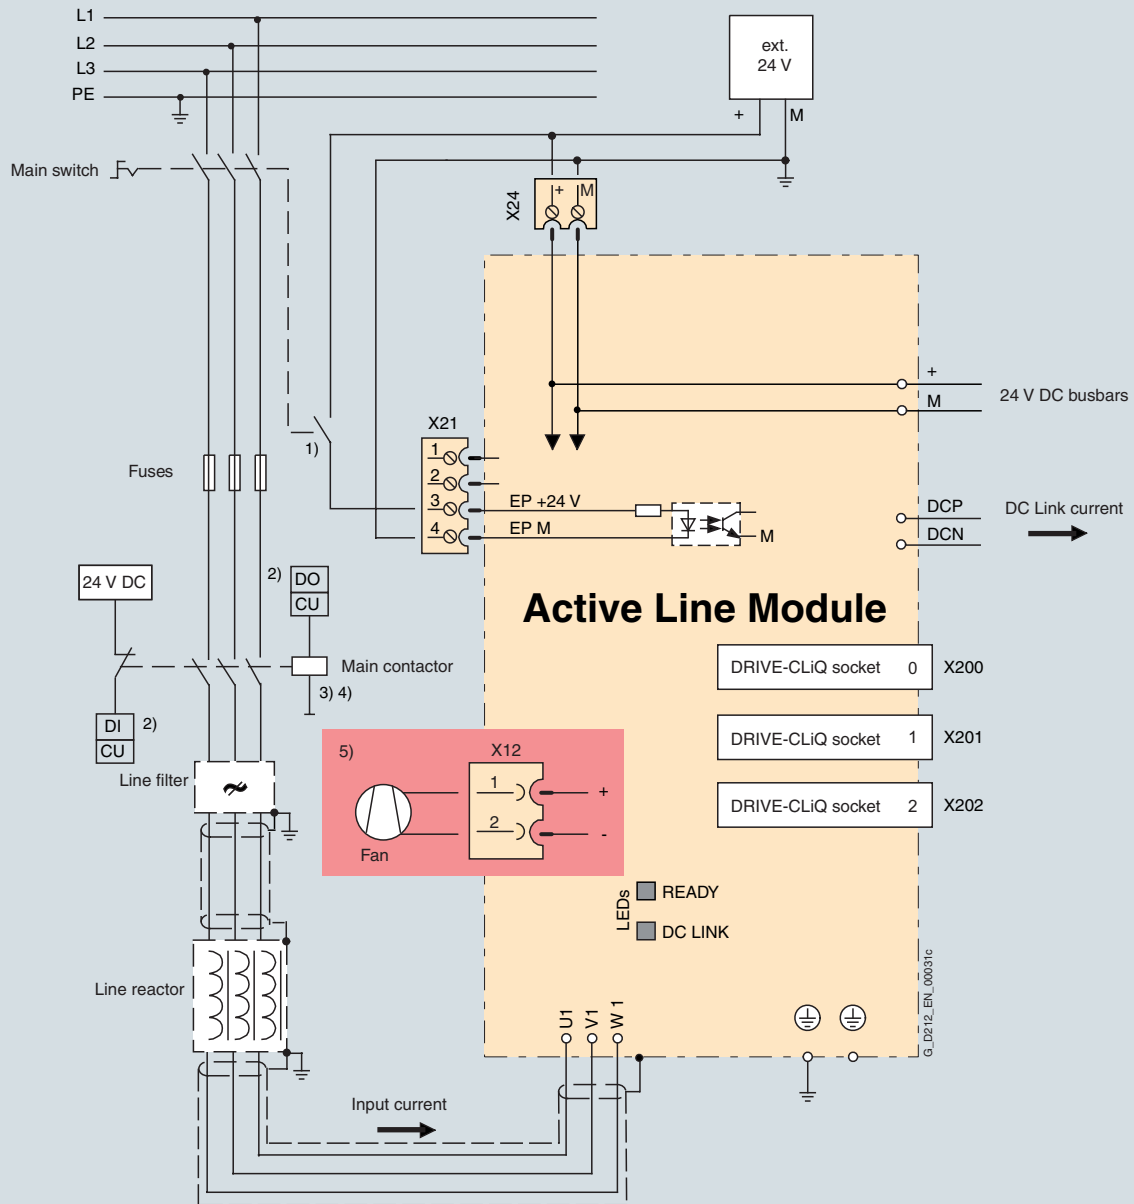 L1
L2
L3
PE
ext.
24 V
+
M
Main switch
X24
+
M
+
M
24 V DC busbars
X21
1)
1
2
3
4
Fuses
EP +24 V
EP M
M
DCP
DCN
DC Link current
24 V DC
2)
DO
CU
Active Line Module
Main contactor
3) 4)
DI
CU
2)
DRIVE-CLiQ socket 0
X200
DRIVE-CLiQ socket 1
X201
DRIVE-CLiQ socket 2
X202
5)
X12
1
+
2
-
Fan
Line filter
LEDs
READY
DC LINK
Line reactor
G_D212_EN_00031c
U1
V1
W 1
Input current